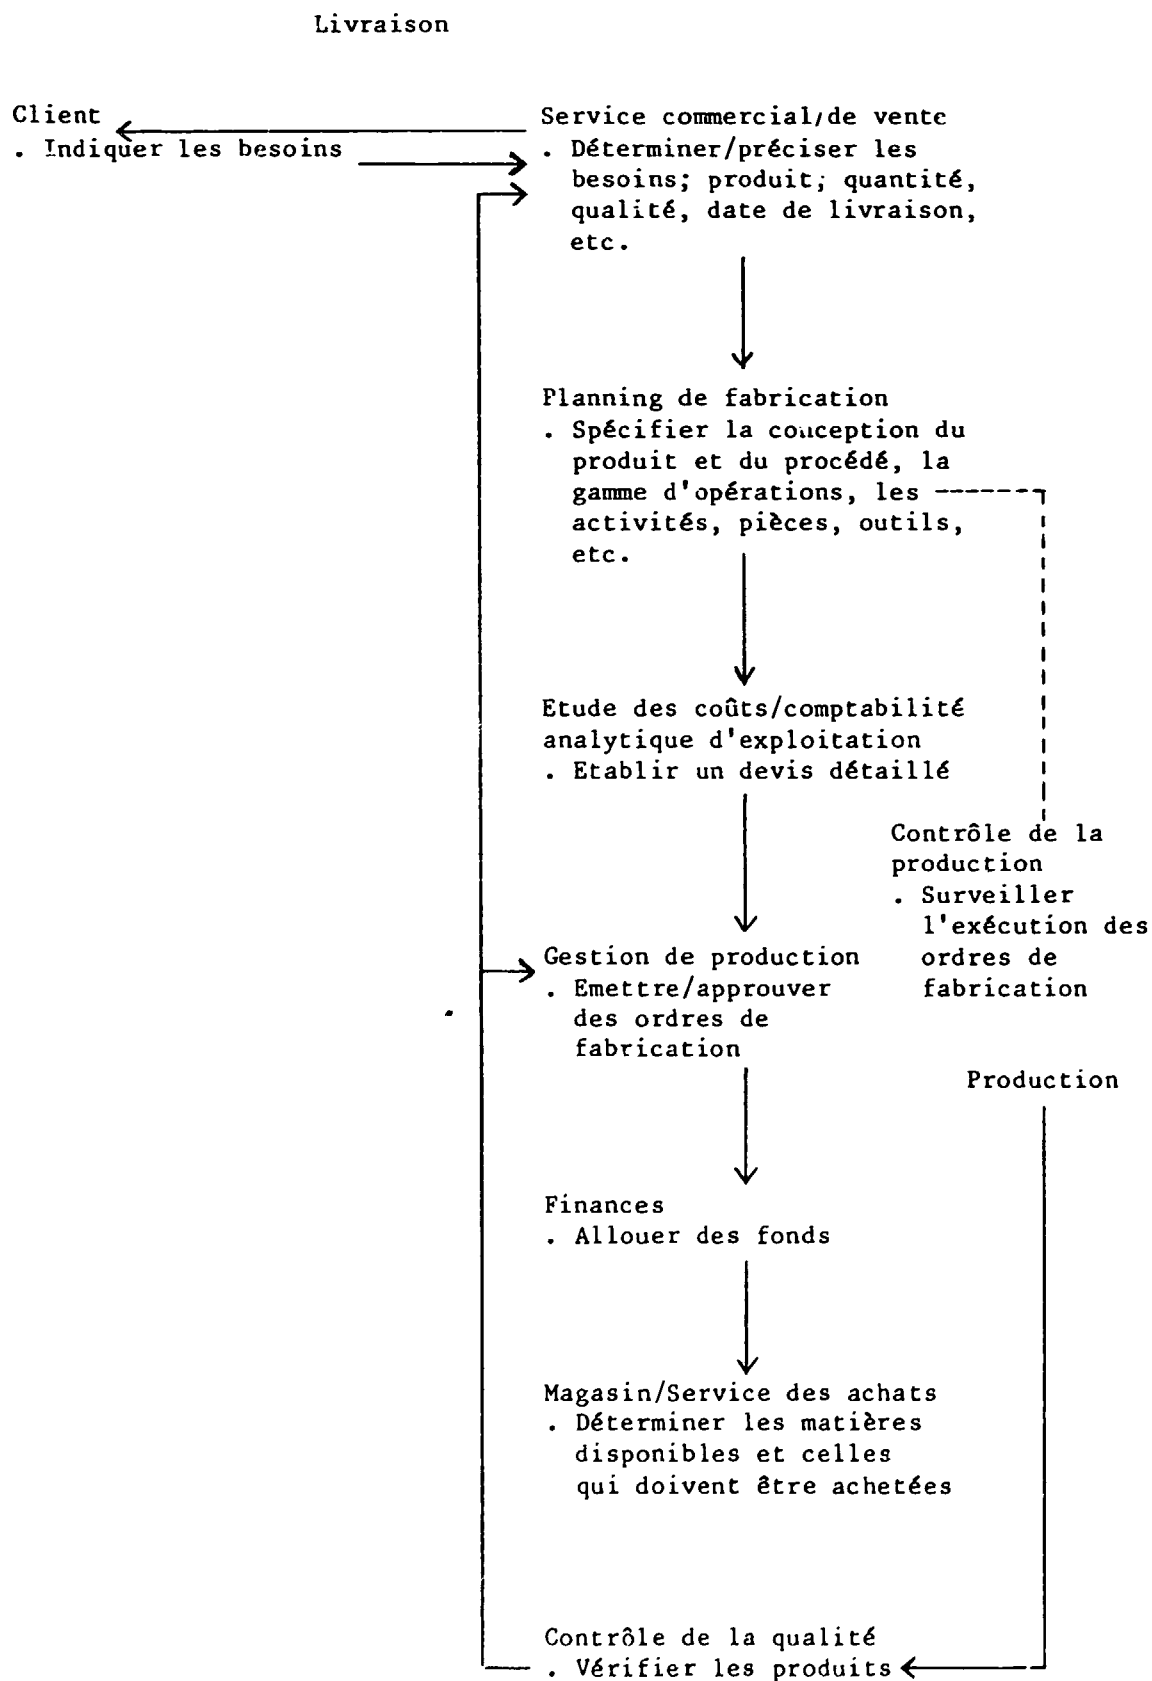 Livraison
Client
. Indiquer les besoins
Service commercial/de vente
. Déterminer/préciser les
besoins; produit; quantité,
qualité, date de livraison,
etc.
Planning de fabrication
. Spécifier la conception du
produit et du procédé, la
gamme d'opérations, les
activités, pièces, outils,
etc.
Etude des coûts/comptabilité
analytique d'exploitation
. Etablir un devis détaillé
Contrôle de la
production
. Surveiller
l'exécution des
ordres de
fabrication
Gestion de production
. Emettre/approuver
des ordres de
fabrication
Production
Finances
. Allouer des fonds
Magasin/Service des achats
. Déterminer les matières
disponibles et celles
qui doivent être achetées
Contrôle de la qualité
. Vérifier les produits